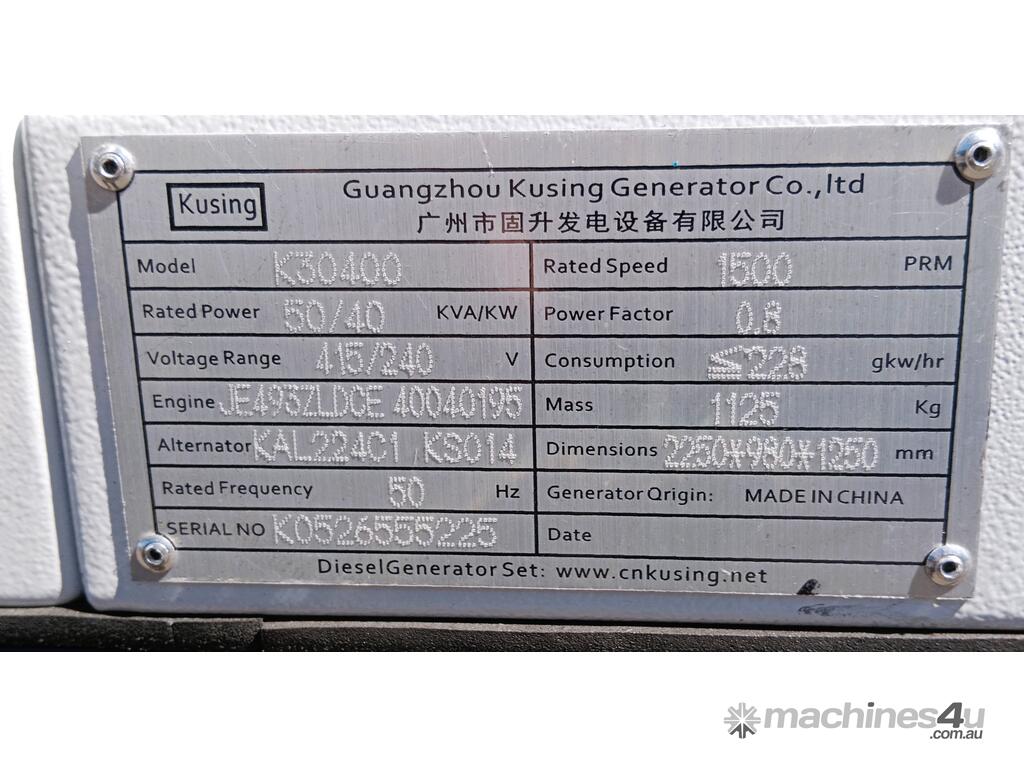 Kusing
Guangzhou Kusing Generator Co.,ltd
广州市固升发电设备有限公司
Model K30400 Rated Speed 1500 PRM
Rated Power 50/40 KVA/KW Power Factor 0,8
Voltage Range 415/240 V Consumption ≤228 gkw/hr
Engine JE493ZLDCE 40040195 Mass 1125 Kg
Alternator KAL224C1 KS014 Dimensions 2250*980*1250 mm
Rated Frequency 50 Hz Generator Qrigin: MADE IN CHINA
SERIAL NO K0526555225 Date
DieselGenerator Set: www.cnkusing.net
machines4u
.com.au